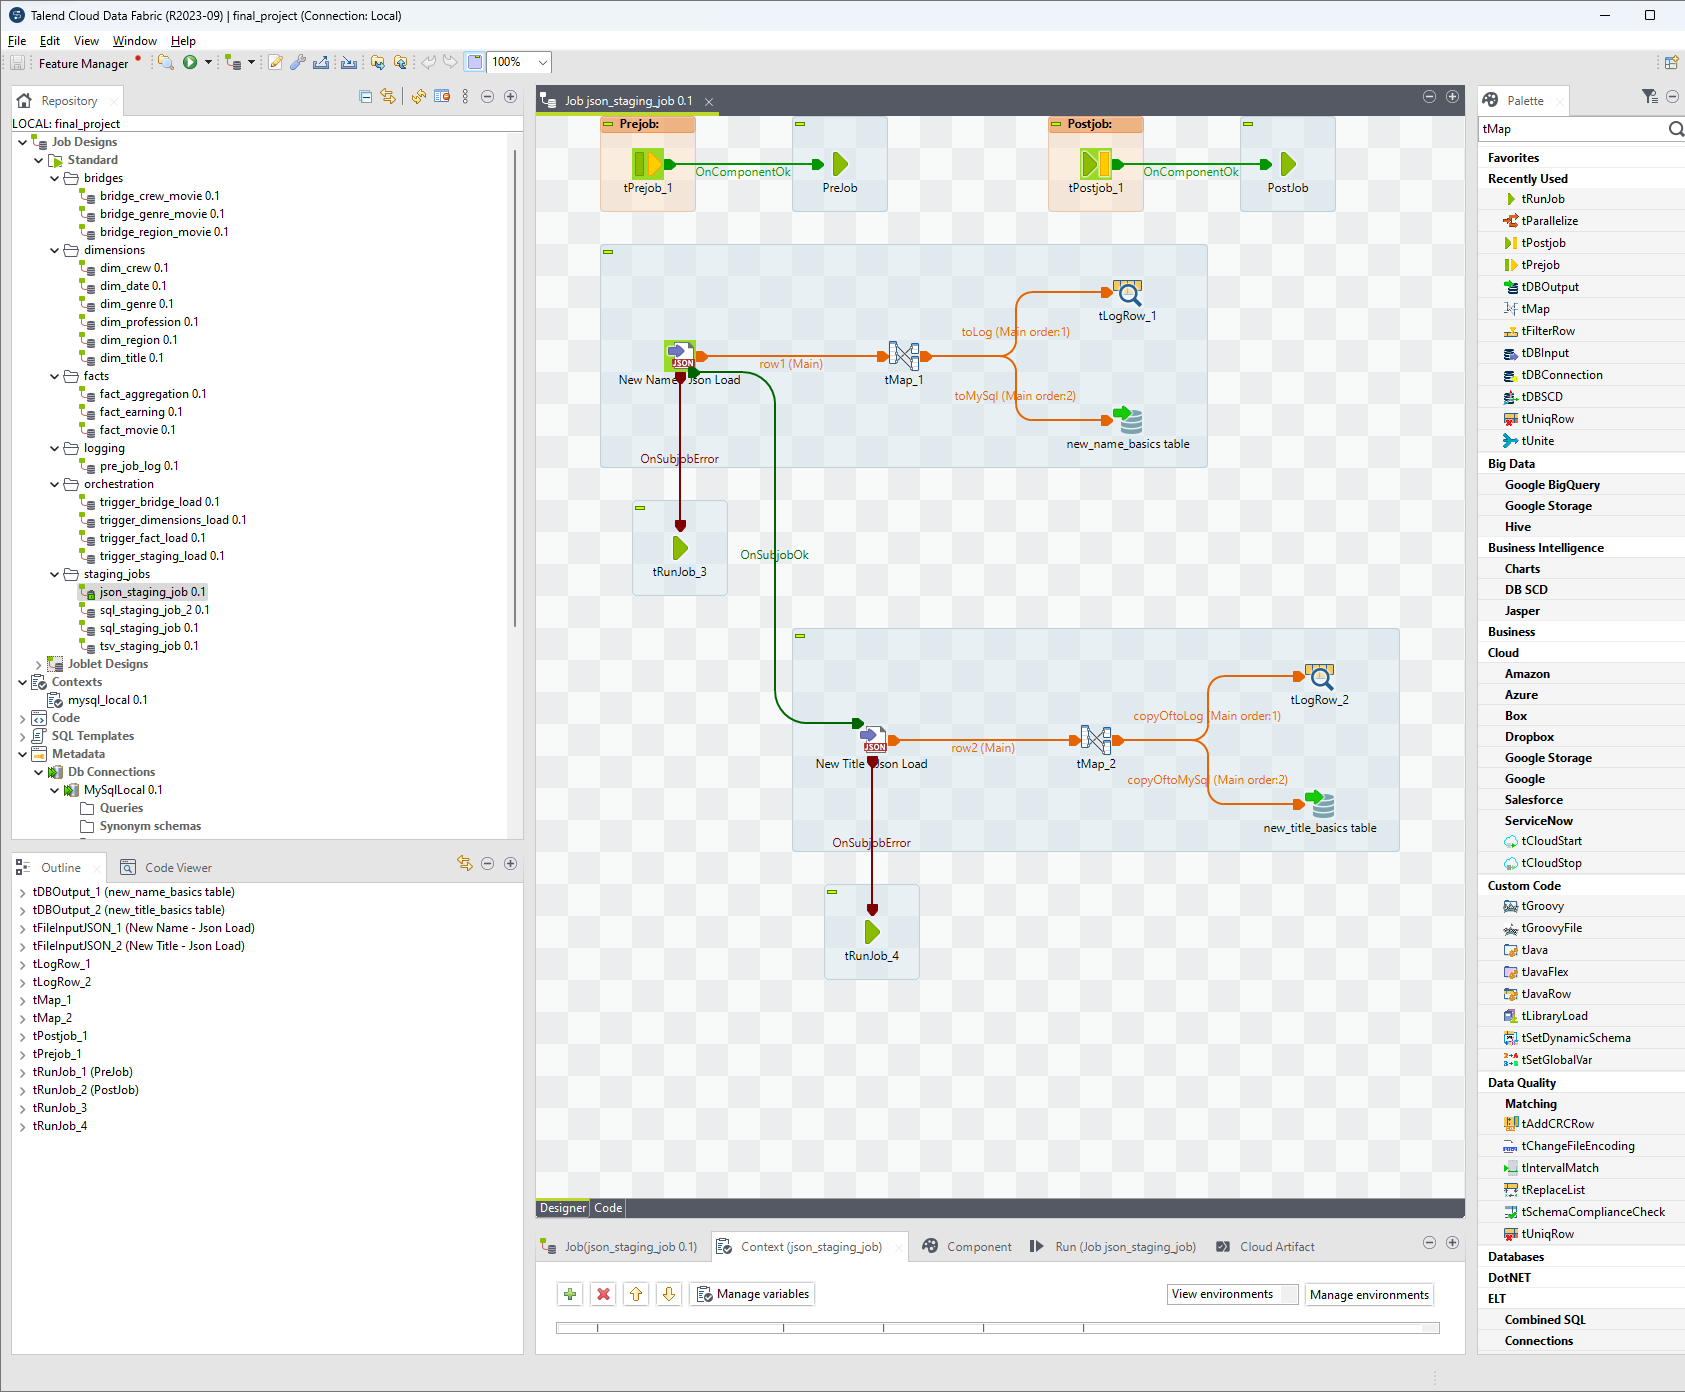 Talend Cloud Data Fabric (R2023-09) | final_project (Connection: Local)
File Edit View Window Help
Feature Manager
100%
Repository
LOCAL: final_project
Job Designs
Standard
bridges
bridge_crew_movie 0.1
bridge_genre_movie 0.1
bridge_region_movie 0.1
dimensions
dim_crew 0.1
dim_date 0.1
dim_genre 0.1
dim_profession 0.1
dim_region 0.1
dim_title 0.1
facts
fact_aggregation 0.1
fact_earning 0.1
fact_movie 0.1
logging
pre_job_log 0.1
orchestration
trigger_bridge_load 0.1
trigger_dimensions_load 0.1
trigger_fact_load 0.1
trigger_staging_load 0.1
staging_jobs
json_staging_job 0.1
sql_staging_job_2 0.1
sql_staging_job 0.1
tsv_staging_job 0.1
Joblet Designs
Contexts
mysql_local 0.1
Code
SQL Templates
Metadata
Db Connections
MySqlLocal 0.1
Queries
Synonym schemas
Outline
Code Viewer
tDBOutput_1 (new_name_basics table)
tDBOutput_2 (new_title_basics table)
tFileInputJSON_1 (New Name - Json Load)
tFileInputJSON_2 (New Title - Json Load)
tLogRow_1
tLogRow_2
tMap_1
tMap_2
tPostjob_1
tPrejob_1
tRunJob_1 (PreJob)
tRunJob_2 (PostJob)
tRunJob_3
tRunJob_4
Job json_staging_job 0.1
Prejob:
tPrejob_1
OnComponentOk
PreJob
Postjob:
tPostjob_1
OnComponentOk
PostJob
JSON
New Name - Json Load
row1 (Main)
tMap_1
toLog (Main order:1)
tLogRow_1
toMySql (Main order:2)
new_name_basics table
OnSubjobError
tRunJob_3
OnSubjobOk
JSON
New Title - Json Load
row2 (Main)
tMap_2
copyOftoLog (Main order:1)
tLogRow_2
copyOftoMySql (Main order:2)
new_title_basics table
OnSubjobError
tRunJob_4
Designer
Code
Job(json_staging_job 0.1)
Context (json_staging_job)
Component
Run (Job json_staging_job)
Cloud Artifact
Manage variables
View environments
Manage environments
Palette
tMap
Favorites
Recently Used
tRunJob
tParallelize
tPostjob
tPrejob
tDBOutput
tMap
tFilterRow
tDBInput
tDBConnection
tDBSCD
tUniqRow
tUnite
Big Data
Google BigQuery
Google Storage
Hive
Business Intelligence
Charts
DB SCD
Jasper
Business
Cloud
Amazon
Azure
Box
Dropbox
Google Storage
Google
Salesforce
ServiceNow
tCloudStart
tCloudStop
Custom Code
tGroovy
tGroovyFile
tJava
tJavaFlex
tJavaRow
tLibraryLoad
tSetDynamicSchema
tSetGlobalVar
Data Quality
Matching
tAddCRCRow
tChangeFileEncoding
tIntervalMatch
tReplaceList
tSchemaComplianceCheck
tUniqRow
Databases
DotNET
ELT
Combined SQL
Connections